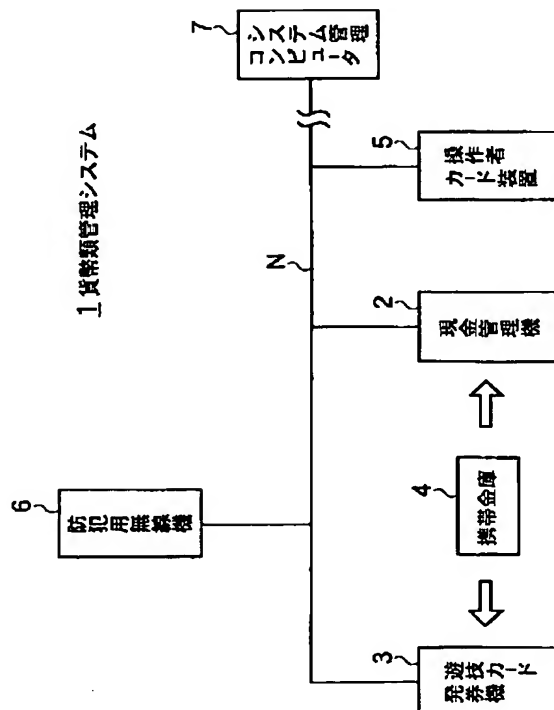 1 貨幣類管理システム
6
防犯用無線機
7
システム管理
コンピュータ
N
3
遊技カード
発券機
4
携帯金庫
2
現金管理機
5
操作者
カード装置